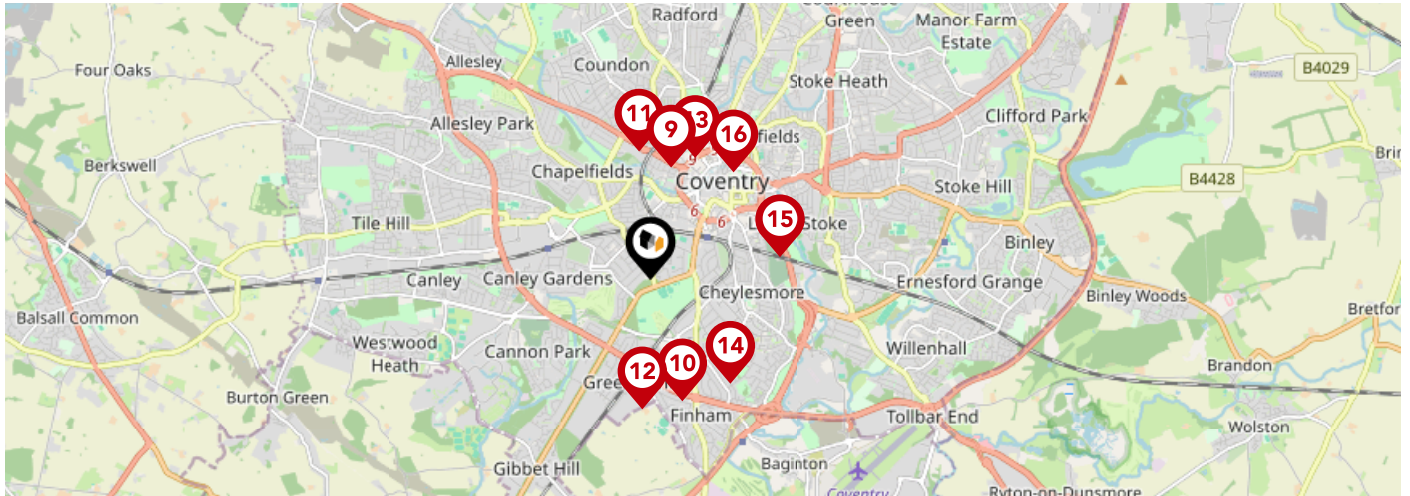 Radford
Green
Manor Farm
Estate
Allesley
Coundon
Four Oaks
B4029
Stoke Heath
Allesley Park
11
9
3
16
fields
Clifford Park
Berkswell
Chapelfields
Coventry
Stoke Hill
B4428
Tile Hill
6
6
15
Stoke
Binley
Canley
Canley Gardens
Cheylesmore
Ernesford Grange
Binley Woods
Balsall Common
Westwood
Heath
Cannon Park
12
10
14
Willenhall
Brandon
Burton Green
Finham
Tollbar End
Wolston
Gibbet Hill
Baginton
Coventry
Ryton-on-Dunsmore